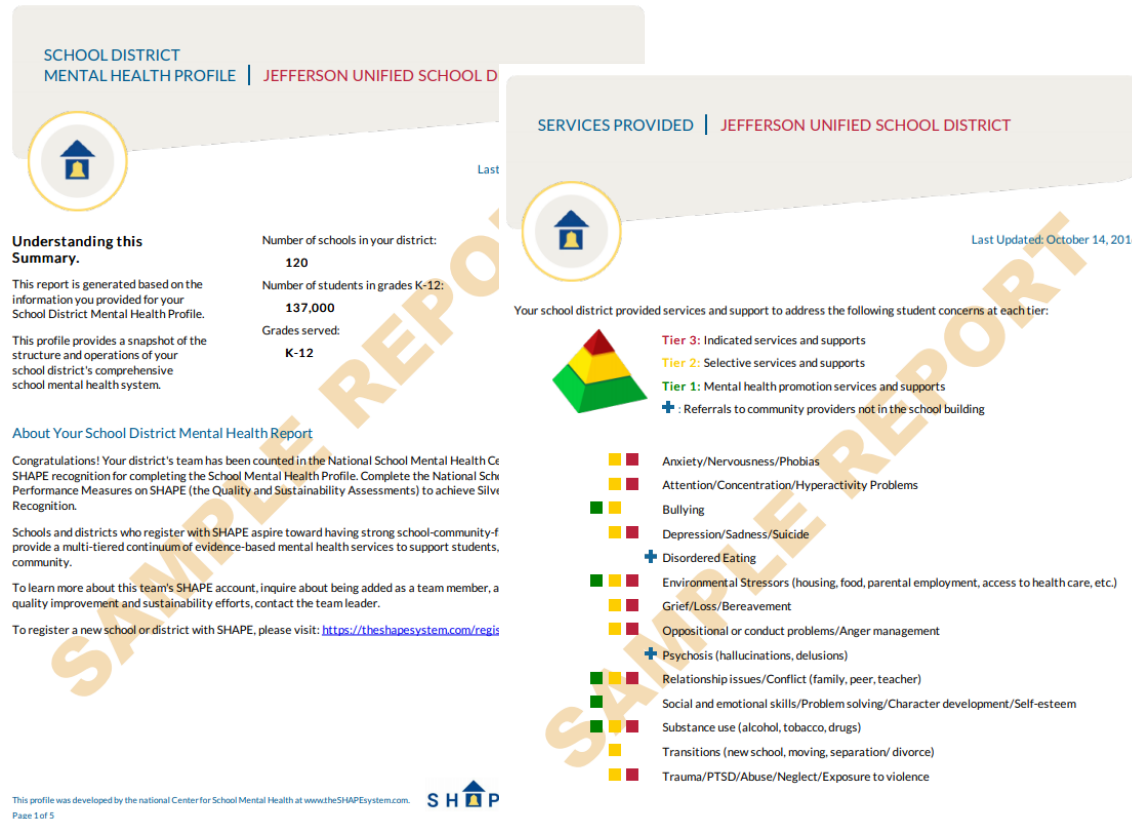 SCHOOL DISTRICT
MENTAL HEALTH PROFILE | JEFFERSON UNIFIED SCHOOL D
Last
Understanding this
Summary.
This report is generated based on the
information you provided for your
School District Mental Health Profile.
This profile provides a snapshot of the
structure and operations of your
school district's comprehensive
school mental health system.
Number of schools in your district:
120
Number of students in grades K-12:
137,000
Grades served:
K-12
About Your School District Mental Health Report
Congratulations! Your district's team has been counted in the National School Mental Health Ce
SHAPE recognition for completing the School Mental Health Profile. Complete the National Scho
Performance Measures on SHAPE (the Quality and Sustainability Assessments) to achieve Silve
Recognition.
Schools and districts who register with SHAPE aspire toward having strong school-community-f
provide a multi-tiered continuum of evidence-based mental health services to support students,
community.
To learn more about this team's SHAPE account, inquire about being added as a team member, a
quality improvement and sustainability efforts, contact the team leader.
To register a new school or district with SHAPE, please visit: https://theshapesystem.com/regis
SAMPLE REPO
This profile was developed by the national Center for School Mental Health at www.theSHAPEsystem.com.
Page 1 of 5
SHAP
SERVICES PROVIDED | JEFFERSON UNIFIED SCHOOL DISTRICT
Last Updated: October 14, 201
Your school district provided services and support to address the following student concerns at each tier:
Tier 3: Indicated services and supports
Tier 2: Selective services and supports
Tier 1: Mental health promotion services and supports
: Referrals to community providers not in the school building
Anxiety/Nervousness/Phobias
Attention/Concentration/Hyperactivity Problems
Bullying
Depression/Sadness/Suicide
Disordered Eating
Environmental Stressors (housing, food, parental employment, access to health care, etc.)
Grief/Loss/Bereavement
Oppositional or conduct problems/Anger management
Psychosis (hallucinations, delusions)
Relationship issues/Conflict (family, peer, teacher)
Social and emotional skills/Problem solving/Character development/Self-esteem
Substance use (alcohol, tobacco, drugs)
Transitions (new school, moving, separation/ divorce)
Trauma/PTSD/Abuse/Neglect/Exposure to violence
SAMPLE REPORT